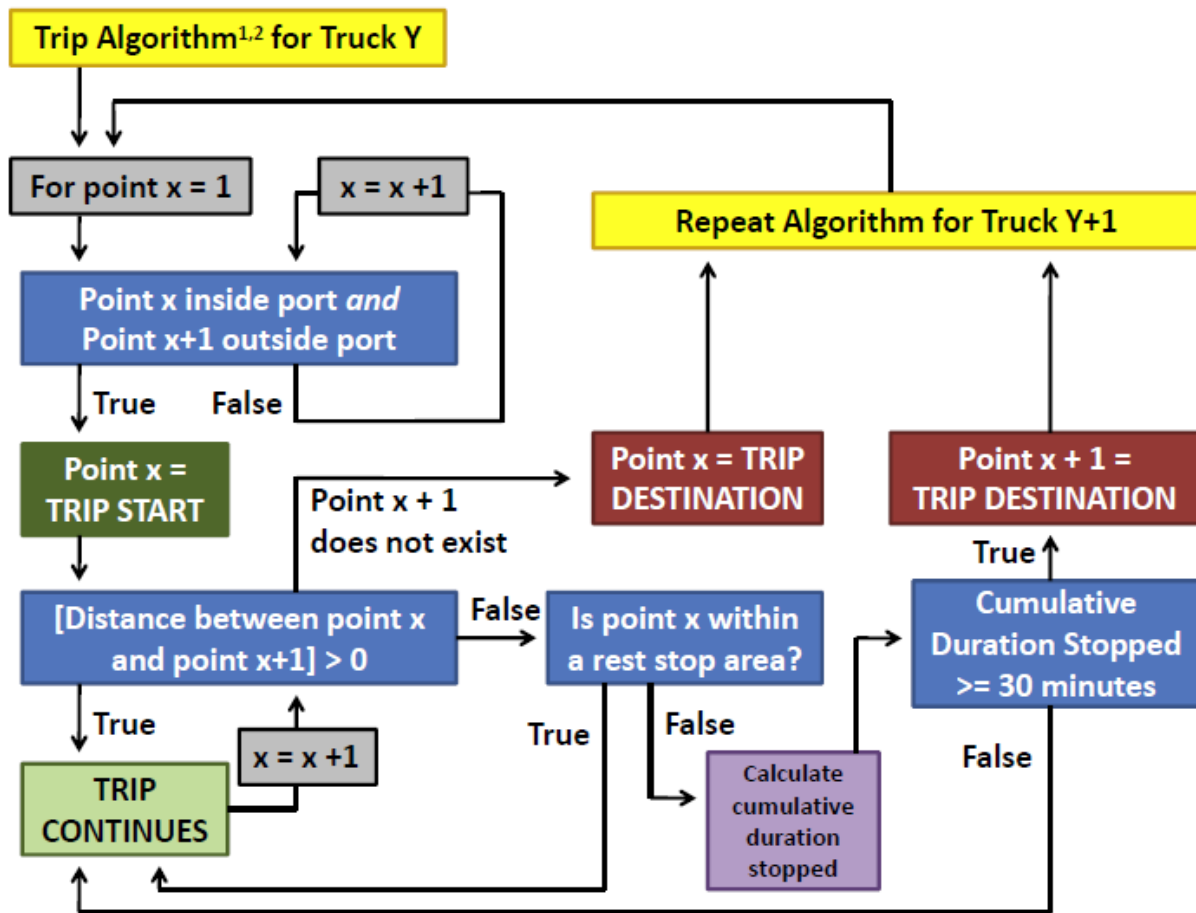 Trip Algorithm1,2 for Truck Y
For point x = 1
x = x +1
Repeat Algorithm for Truck Y+1
Point x inside port and
Point x+1 outside port
True
False
Point x =
TRIP START
Point x + 1
does not exist
Point x = TRIP
DESTINATION
Point x + 1 =
TRIP DESTINATION
True
[Distance between point x
and point x+1] > 0
False
Is point x within
a rest stop area?
Cumulative
Duration Stopped
>= 30 minutes
True
x = x +1
True
False
False
TRIP
CONTINUES
Calculate
cumulative
duration
stopped